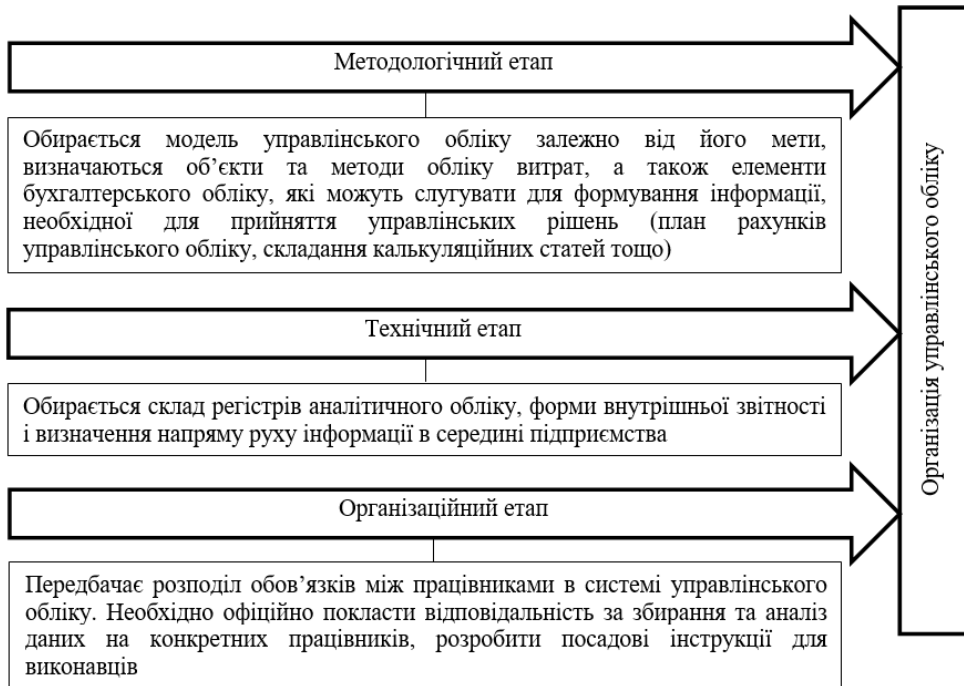 Методологічний етап
Обирається модель управлінського обліку залежно від його мети,
визначаються об’єкти та методи обліку витрат, а також елементи
бухгалтерського обліку, які можуть слугувати для формування інформації,
необхідної для прийняття управлінських рішень (план рахунків
управлінського обліку, складання калькуляційних статей тощо)
Технічний етап
Обирається склад регістрів аналітичного обліку, форми внутрішньої звітності
і визначення напряму руху інформації в середині підприємства
Організаційний етап
Передбачає розподіл обов’язків між працівниками в системі управлінського
обліку. Необхідно офіційно покласти відповідальність за збирання та аналіз
даних на конкретних працівників, розробити посадові інструкції для
виконавців
Організація управлінського обліку